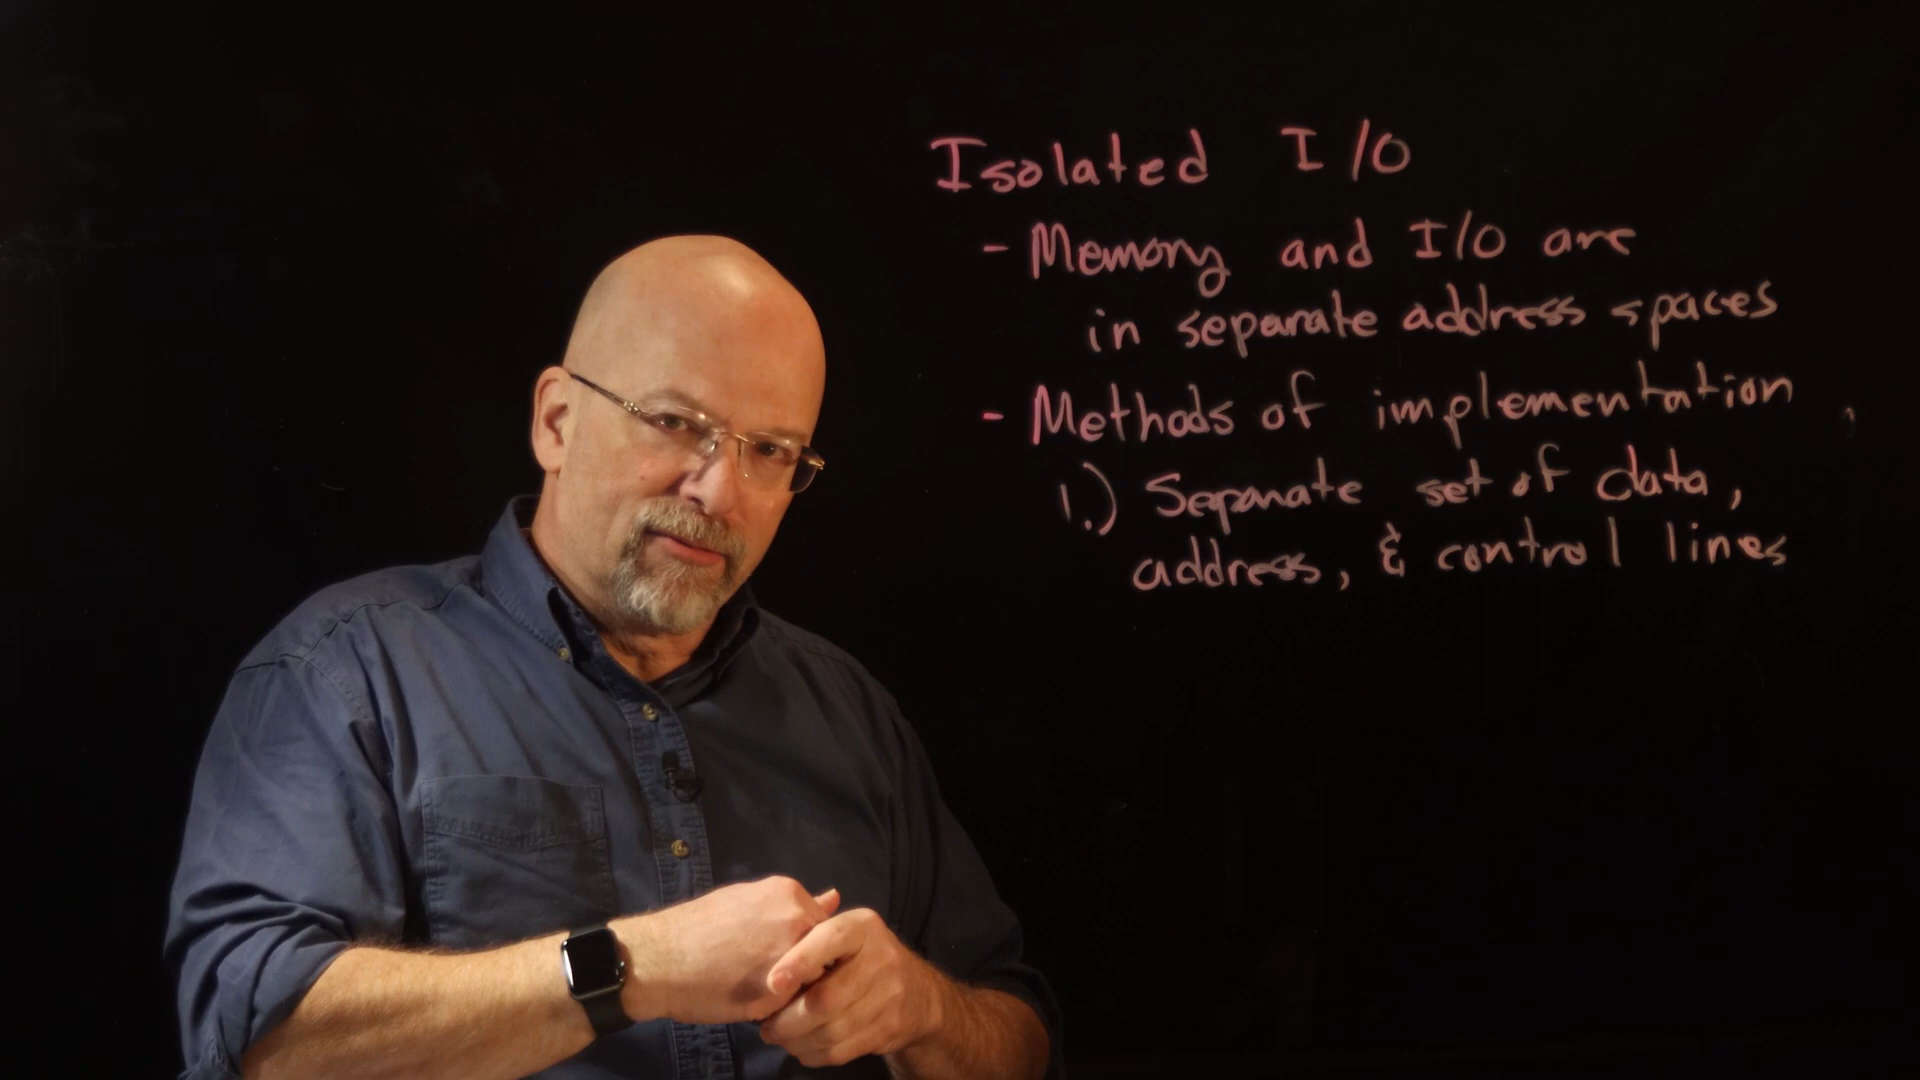 Isolated I/O
- Memory and I/O are
in separate address spaces
- Methods of implementation
1.) Separate set of data,
address, & control lines